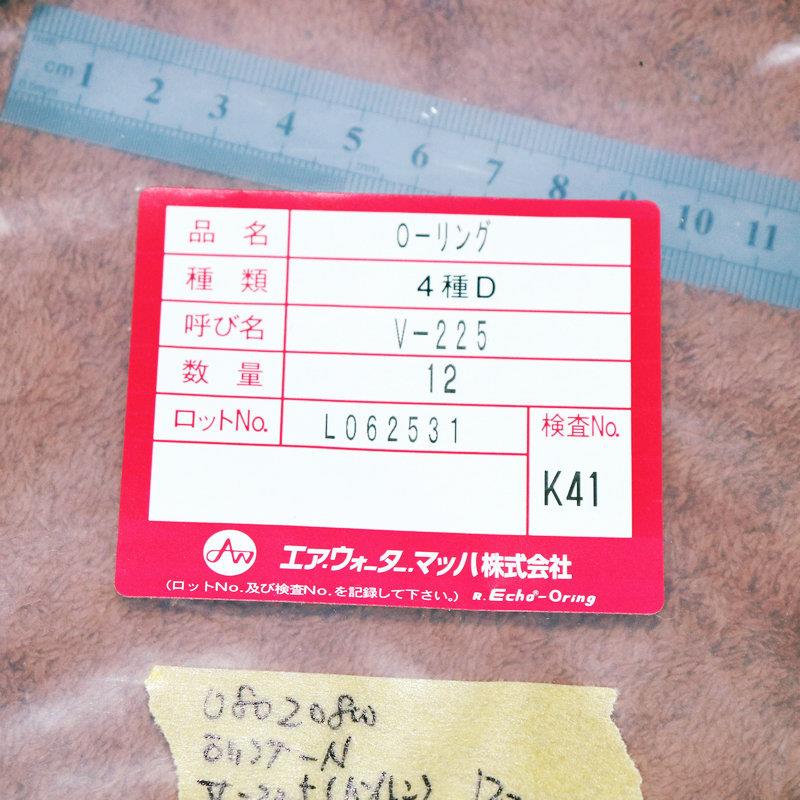 cm 1 2 3 4 5 6 7 8 9 10 11
品名 O-リング
種類 4種D
呼び名 V-225
数量 12
ロットNo. L062531 検査No.
K41
AW エア.ウォーター.マッハ株式会社
(ロットNo.及び検査No.を記録して下さい。) R.Echo-Oring